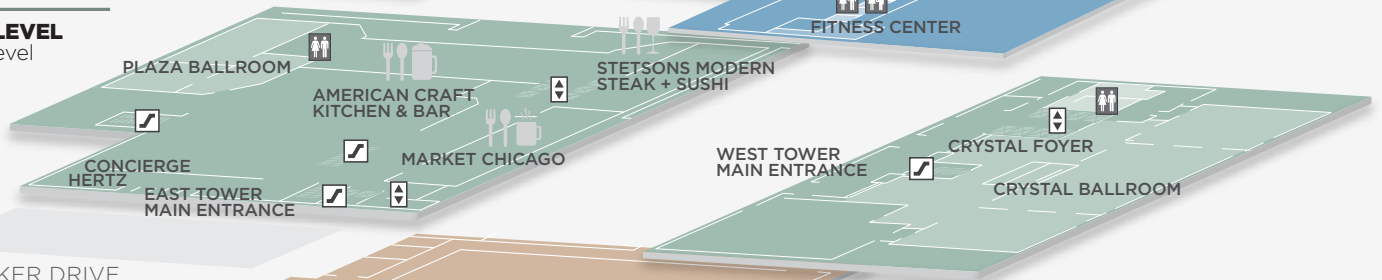 LEVEL
evel
FITNESS CENTER
PLAZA BALLROOM
AMERICAN CRAFT
KITCHEN & BAR
STETSONS MODERN
STEAK + SUSHI
MARKET CHICAGO
CONCIERGE
HERTZ
EAST TOWER
MAIN ENTRANCE
WEST TOWER
MAIN ENTRANCE
CRYSTAL FOYER
CRYSTAL BALLROOM
KER DRIVE